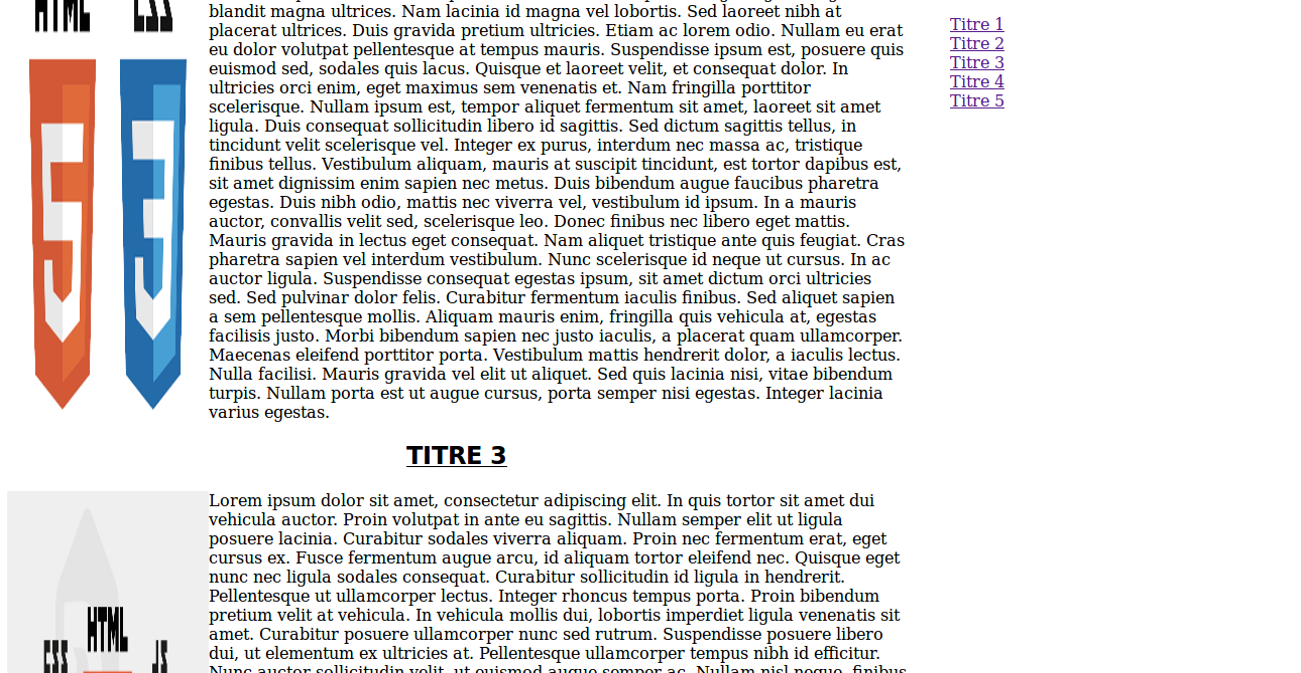 HTML CSS
5 3
blandit magna ultrices. Nam lacinia id magna vel lobortis. Sed laoreet nibh at
placerat ultrices. Duis gravida pretium ultricies. Etiam ac lorem odio. Nullam eu erat
eu dolor volutpat pellentesque at tempus mauris. Suspendisse ipsum est, posuere quis
euismod sed, sodales quis lacus. Quisque et laoreet velit, et consequat dolor. In
ultricies orci enim, eget maximus sem venenatis et. Nam fringilla porttitor
scelerisque. Nullam ipsum est, tempor aliquet fermentum sit amet, laoreet sit amet
ligula. Duis consequat sollicitudin libero id sagittis. Sed dictum sagittis tellus, in
tincidunt velit scelerisque vel. Integer ex purus, interdum nec massa ac, tristique
finibus tellus. Vestibulum aliquam, mauris at suscipit tincidunt, est tortor dapibus est,
sit amet dignissim enim sapien nec metus. Duis bibendum augue faucibus pharetra
egestas. Duis nibh odio, mattis nec viverra vel, vestibulum id ipsum. In a mauris
auctor, convallis velit sed, scelerisque leo. Donec finibus nec libero eget mattis.
Mauris gravida in lectus eget consequat. Nam aliquet tristique ante quis feugiat. Cras
pharetra sapien vel interdum vestibulum. Nunc scelerisque id neque ut cursus. In ac
auctor ligula. Suspendisse consequat egestas ipsum, sit amet dictum orci ultricies
sed. Sed pulvinar dolor felis. Curabitur fermentum iaculis finibus. Sed aliquet sapien
a sem pellentesque mollis. Aliquam mauris enim, fringilla quis vehicula at, egestas
facilisis justo. Morbi bibendum sapien nec justo iaculis, a placerat quam ullamcorper.
Maecenas eleifend porttitor porta. Vestibulum mattis hendrerit dolor, a iaculis lectus.
Nulla facilisi. Mauris gravida vel elit ut aliquet. Sed quis lacinia nisi, vitae bibendum
turpis. Nullam porta est ut augue cursus, porta semper nisi egestas. Integer lacinia
varius egestas.
TITRE 3
HTML
CSS JS
Lorem ipsum dolor sit amet, consectetur adipiscing elit. In quis tortor sit amet dui
vehicula auctor. Proin volutpat in ante eu sagittis. Nullam semper elit ut ligula
posuere lacinia. Curabitur sodales viverra aliquam. Proin nec fermentum erat, eget
cursus ex. Fusce fermentum augue arcu, id aliquam tortor eleifend nec. Quisque eget
nunc nec ligula sodales consequat. Curabitur sollicitudin id ligula in hendrerit.
Pellentesque ut ullamcorper lectus. Integer rhoncus tempus porta. Proin bibendum
pretium velit at vehicula. In vehicula mollis dui, lobortis imperdiet ligula venenatis sit
amet. Curabitur posuere ullamcorper nunc sed rutrum. Suspendisse posuere libero
dui, ut elementum ex ultricies at. Pellentesque ullamcorper tempus nibh id efficitur.
Nunc auctor sollicitudin velit, ut euismod augue semper ac. Nullam nisl neque, finibus
Titre 1
Titre 2
Titre 3
Titre 4
Titre 5